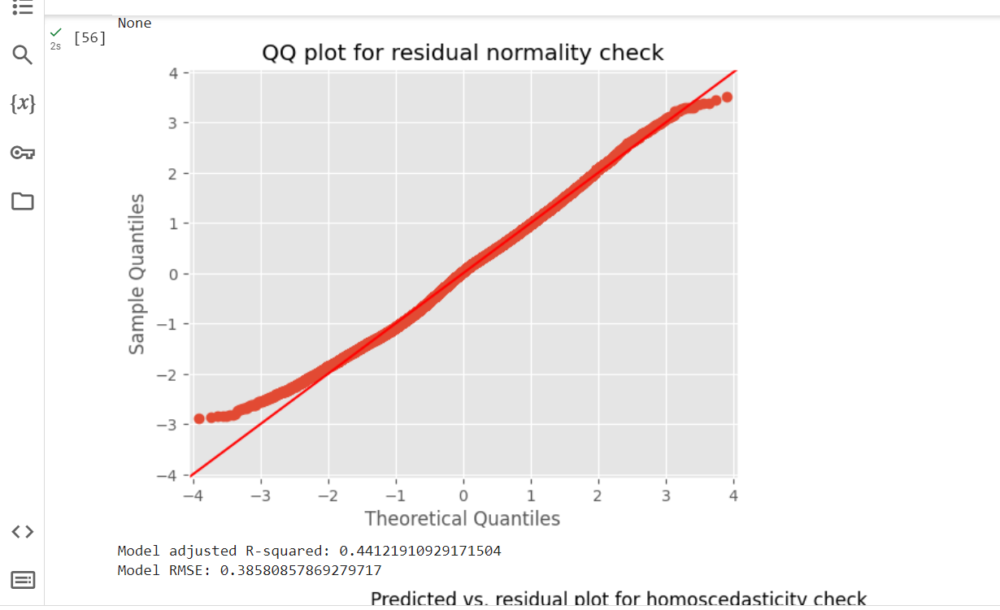 None
[56]
2s
{x}
QQ plot for residual normality check
4
3
2
1
0
−1
−2
−3
−4
Sample Quantiles
−4 −3 −2 −1 0 1 2 3 4
Theoretical Quantiles
Model adjusted R-squared: 0.44121910929171504
Model RMSE: 0.38580857869279717
Predicted vs. residual plot for homoscedasticity check